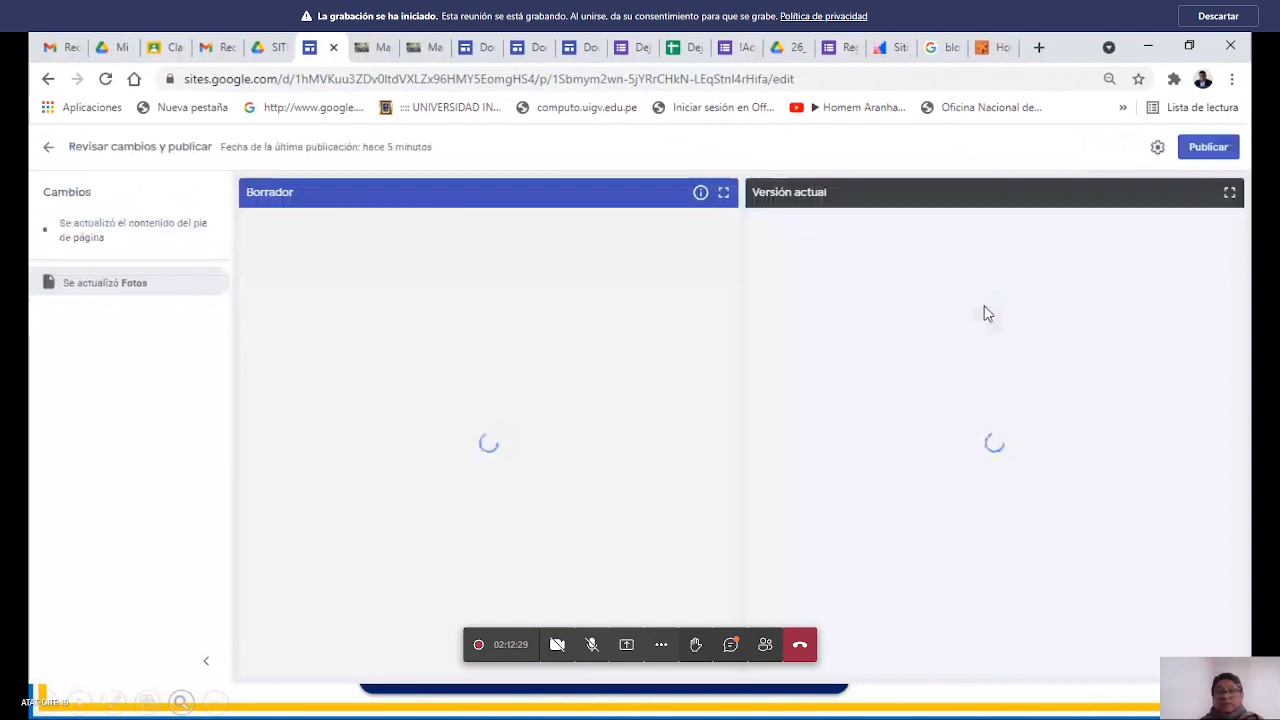 La grabación se ha iniciado. Esta reunión se está grabando. Al unirse, da su consentimiento para que se grabe. Política de privacidad
Descartar
Rec
Mi
Cla
Rec
SIT
Ma
Ma
Do
Do
Do
De
De
!Ac
26_
Re
Sit
blo
Ho
sites.google.com/d/1hMVKuu3ZDv0ltdVXLZx96HMY5EomgHS4/p/1Sbmym2wn-5jYRrCHkN-LEqStnl4rHifa/edit
Aplicaciones
Nueva pestaña
http://www.google....
:::: UNIVERSIDAD IN...
computo.uigv.edu.pe
Iniciar sesión en Off...
Homem Aranha...
Oficina Nacional de...
»
Lista de lectura
Revisar cambios y publicar
Fecha de la última publicación: hace 5 minutos
Publicar
Cambios
Borrador
Versión actual
Se actualizó el contenido del pie
de página
Se actualizó Fotos
02:12:29